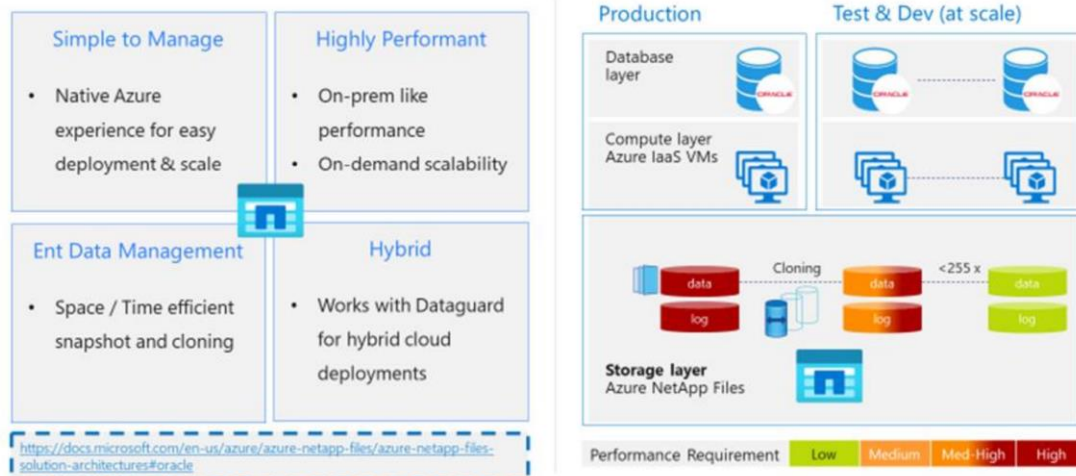 Simple to Manage
• Native Azure
experience for easy
deployment & scale
Highly Performant
• On-prem like
performance
• On-demand scalability
Ent Data Management
• Space / Time efficient
snapshot and cloning
Hybrid
• Works with Dataguard
for hybrid cloud
deployments
https://docs.microsoft.com/en-us/azure/azure-netapp-files/azure-netapp-files-
solution-architectures#oracle
Production
Test & Dev (at scale)
Database
layer
ORACLE
ORACLE
ORACLE
Compute layer
Azure IaaS VMs
Cloning
<255 x
data
data
data
log
log
log
Storage layer
Azure NetApp Files
Performance Requirement
Low
Medium
Med-High
High